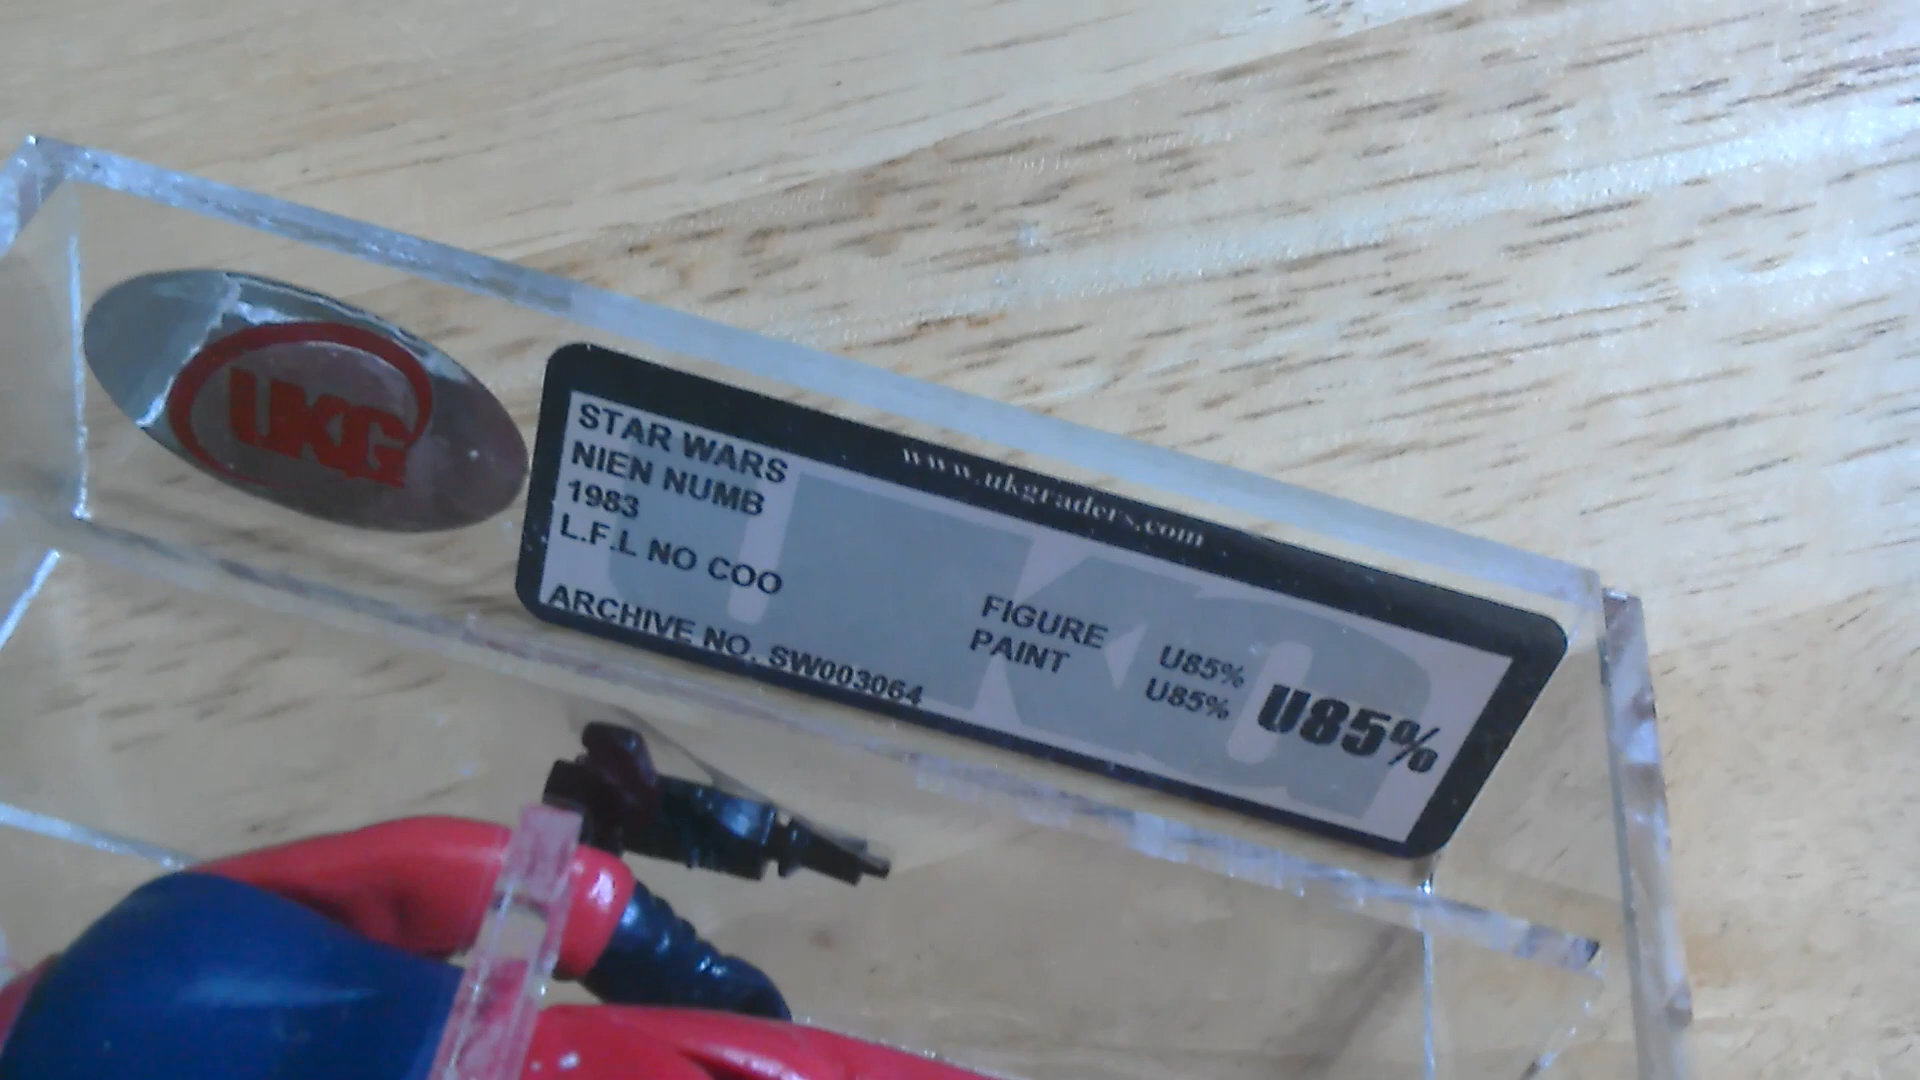 UKG
www.ukgraders.com
STAR WARS
NIEN NUMB
1983
L.F.L NO COO
ARCHIVE NO. SW003064
FIGURE U85%
PAINT U85%
U85%